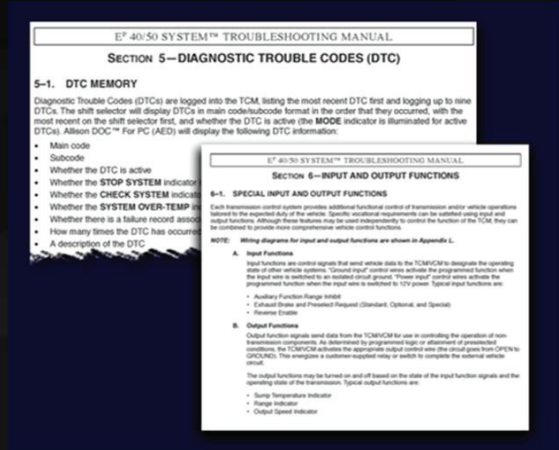 EP 40/50 SYSTEM™ TROUBLESHOOTING MANUAL
SECTION 5—DIAGNOSTIC TROUBLE CODES (DTC)
5–1. DTC MEMORY
Diagnostic Trouble Codes (DTCs) are logged into the TCM, listing the most recent DTC first and logging up to nine
DTCs. The shift selector will display DTCs in main code/subcode format in the order that they occurred, with the
most recent on the shift selector first, and whether the DTC is active (the MODE indicator is illuminated for active
DTCs). Allison DOC™ For PC (AED) will display the following DTC information:
• Main code
• Subcode
• Whether the DTC is active
• Whether the STOP SYSTEM indicator
• Whether the CHECK SYSTEM indicato
• Whether the SYSTEM OVER-TEMP in
• Whether there is a failure record assoc
• How many times the DTC has occurred
• A description of the DTC
EP 40/50 SYSTEM™ TROUBLESHOOTING MANUAL
SECTION 6—INPUT AND OUTPUT FUNCTIONS
6–1. SPECIAL INPUT AND OUTPUT FUNCTIONS
Each transmission control system provides additional functional control of transmission and/or vehicle operations
tailored to the expected duty of the vehicle. Specific vocational requirements can be satisfied using input and
output functions. Although these features may be used independently to control the function of the TCM, they can
be combined to provide more comprehensive vehicle control functions.
NOTE: Wiring diagrams for input and output functions are shown in Appendix L.
A. Input Functions
Input functions are control signals that send vehicle data to the TCM/VCM to designate the operating
state of other vehicle systems. "Ground input" control wires activate the programmed function when
the input wire is switched to an isolated circuit ground. "Power input" control wires activate the
programmed function when the input wire is switched to 12V power. Typical input functions are:
• Auxiliary Function Range Inhibit
• Exhaust Brake and Preselect Request (Standard, Optional, and Special)
• Reverse Enable
B. Output Functions
Output function signals send data from the TCM/VCM for use in controlling the operation of non-
transmission components. As determined by programmed logic or attainment of preselected
conditions, the TCM/VCM activates the appropriate output control wire (the circuit goes from OPEN to
GROUND). This energizes a customer-supplied relay or switch to complete the external vehicle
circuit.
The output functions may be turned on and off based on the state of the input function signals and the
operating state of the transmission. Typical output functions are:
• Sump Temperature Indicator
• Range Indicator
• Output Speed Indicator